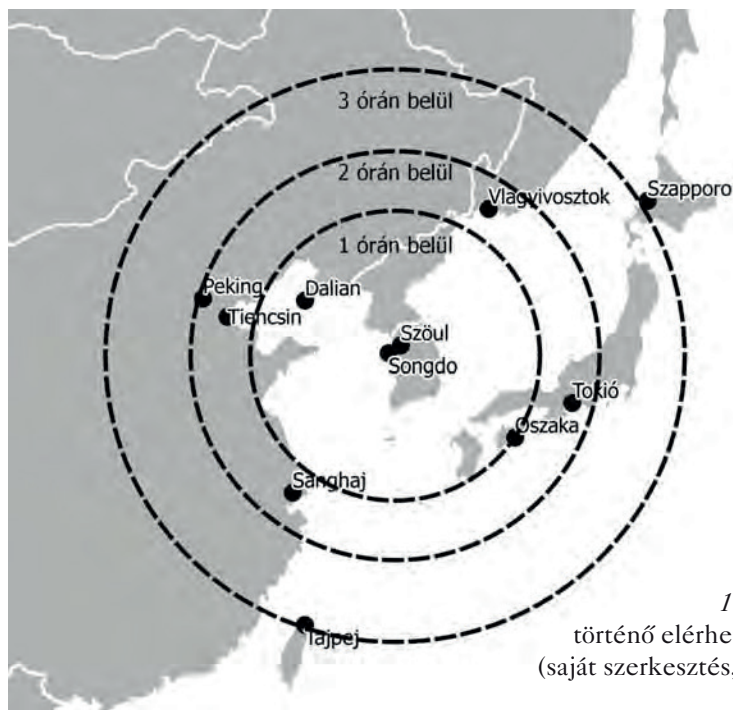 3 órán belül
2 órán belül
Szapporo
Vlagyivosztok
1 órán belül
Peking
Dalian
Tiencsin
Szöul
Songdo
Tokió
Oszaka
Sanghaj
1
történő elérhe
Tajpej
(saját szerkesztés,